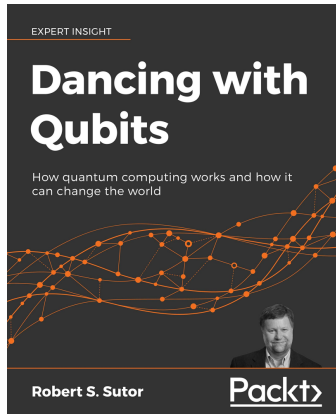 EXPERT INSIGHT
Dancing with
Qubits
How quantum computing works and how it
can change the world
Robert S. Sutor
Packt>